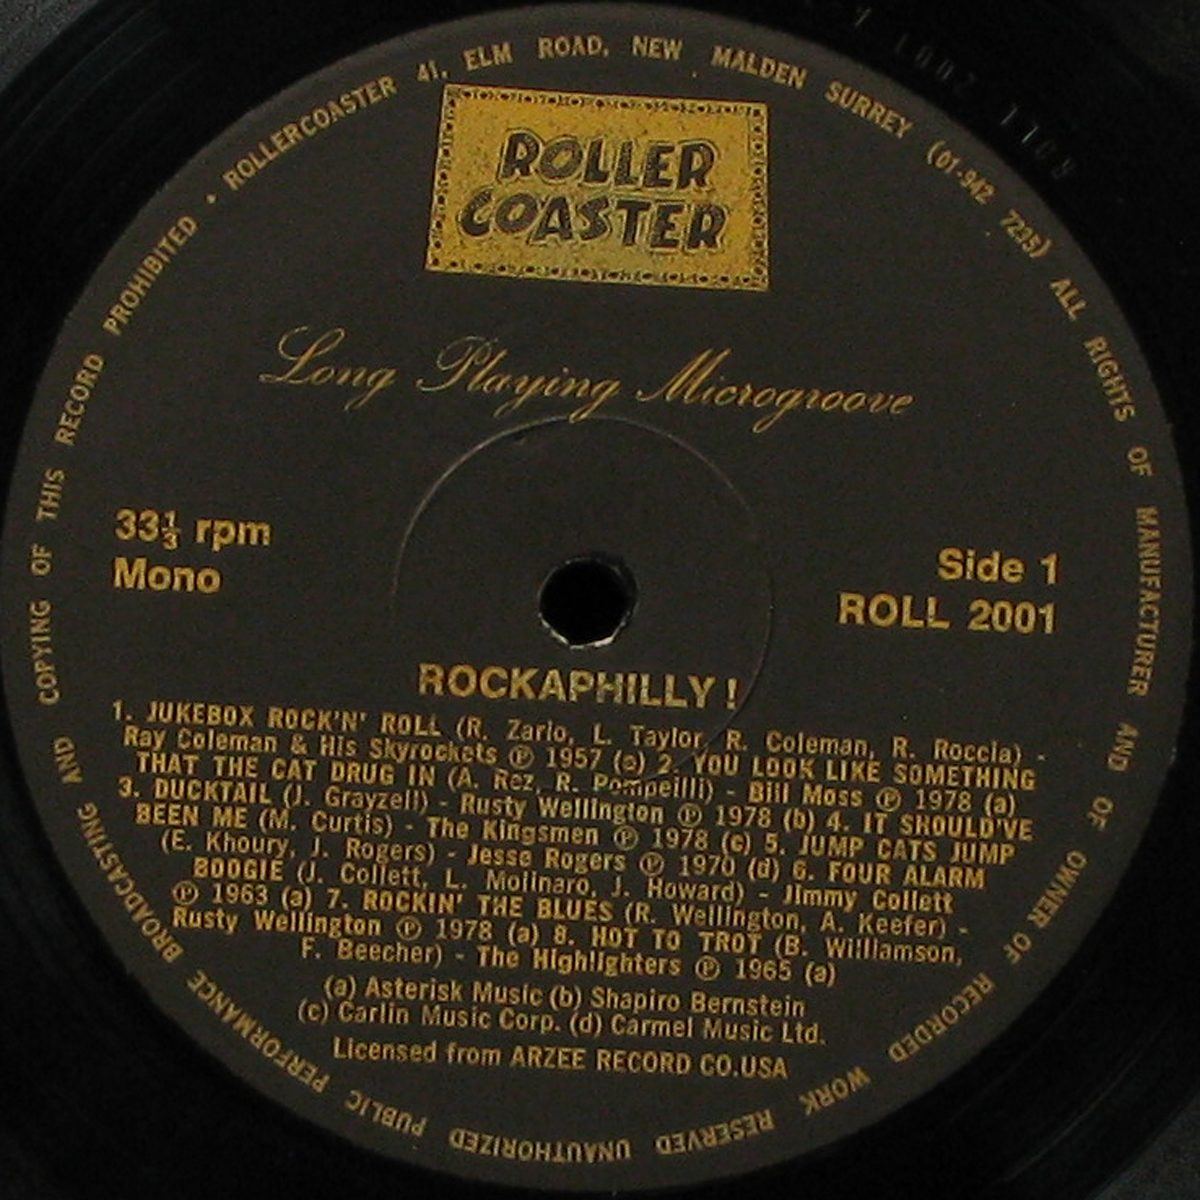 ROLLERCOASTER 41, ELM ROAD, NEW MALDEN SURREY (01-942 7295) ALL RIGHTS OF MANUFACTURER AND OF OWNER OF RECORDED WORK RESERVED UNAUTHORIZED PUBLIC PERFORMANCE BROADCASTING AND COPYING OF THIS RECORD PROHIBITED •
ROLLER
COASTER
Long Playing Microgroove
33⅓ rpm
Mono
Side 1
ROLL 2001
ROCKAPHILLY!
1. JUKEBOX ROCK'N' ROLL (R. Zario, L. Taylor, R. Coleman, R. Roccia) -
Ray Coleman & His Skyrockets ℗ 1957 (a) 2. YOU LOOK LIKE SOMETHING
THAT THE CAT DRUG IN (A. Rez, R. Pompeilli) - Bill Moss ℗ 1978 (a)
3. DUCKTAIL (J. Grayzell) - Rusty Wellington ℗ 1978 (b) 4. IT SHOULD'VE
BEEN ME (M. Curtis) - The Kingsmen ℗ 1978 (c) 5. JUMP CATS JUMP
(E. Khoury, J. Rogers) - Jesse Rogers ℗ 1970 (d) 6. FOUR ALARM
BOOGIE (J. Collett, L. Molinaro, J. Howard) - Jimmy Collett
℗ 1963 (a) 7. ROCKIN' THE BLUES (R. Wellington, A. Keefer) -
Rusty Wellington ℗ 1978 (a) 8. HOT TO TROT (B. Williamson,
F. Beecher) - The Highlighters ℗ 1965 (a)
(a) Asterisk Music (b) Shapiro Bernstein
(c) Carlin Music Corp. (d) Carmel Music Ltd.
Licensed from ARZEE RECORD CO.USA